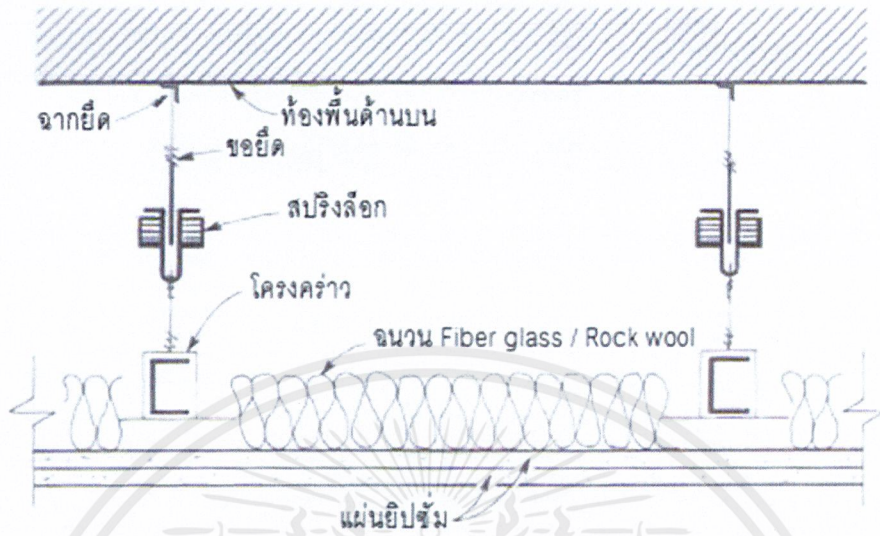 ฉากยึด
ท้องพื้นด้านบน
ขอยึด
สปริงล็อก
โครงคร่าว
ฉนวน Fiber glass / Rock wool
แผ่นยิปซั่ม